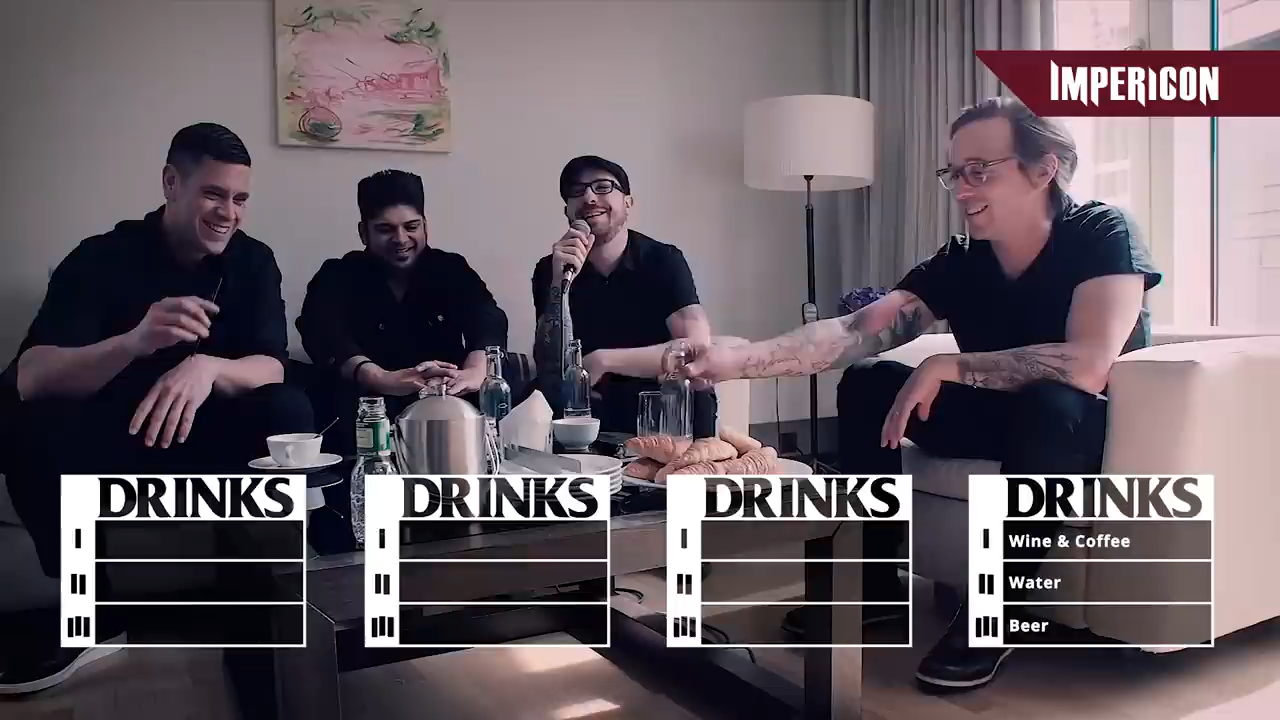 IMPERICON
DRINKS
I
II
III
DRINKS
I
II
III
DRINKS
I
II
III
DRINKS
I Wine & Coffee
II Water
III Beer